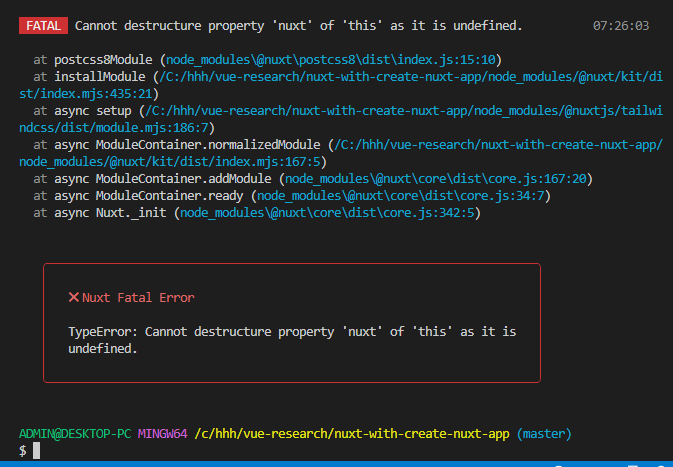 FATAL Cannot destructure property 'nuxt' of 'this' as it is undefined. 07:26:03
at postcss8Module (node_modules\@nuxt\postcss8\dist\index.js:15:10)
at installModule (/C:/hhh/vue-research/nuxt-with-create-nuxt-app/node_modules/@nuxt/kit/di
st/index.mjs:435:21)
at async setup (/C:/hhh/vue-research/nuxt-with-create-nuxt-app/node_modules/@nuxtjs/tailwi
ndcss/dist/module.mjs:186:7)
at async ModuleContainer.normalizedModule (/C:/hhh/vue-research/nuxt-with-create-nuxt-app/
node_modules/@nuxt/kit/dist/index.mjs:167:5)
at async ModuleContainer.addModule (node_modules\@nuxt\core\dist\core.js:167:20)
at async ModuleContainer.ready (node_modules\@nuxt\core\dist\core.js:34:7)
at async Nuxt._init (node_modules\@nuxt\core\dist\core.js:342:5)
✖ Nuxt Fatal Error
TypeError: Cannot destructure property 'nuxt' of 'this' as it is
undefined.
ADMIN@DESKTOP-PC MINGW64 /c/hhh/vue-research/nuxt-with-create-nuxt-app (master)
$